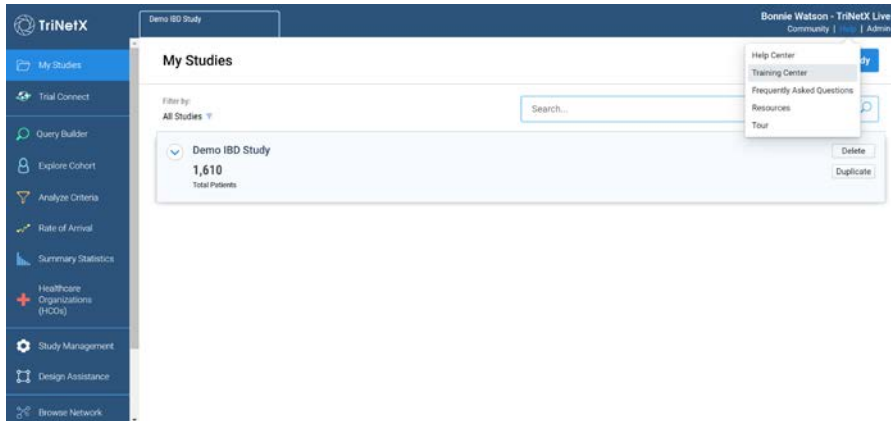 TriNetX
Demo IBD Study
Bonnie Watson - TriNetX Live
Community | Help | Admin
My Studies
Trial Connect
Query Builder
Explore Cohort
Analyze Criteria
Rate of Arrival
Summary Statistics
Healthcare
Organizations
(HCOs)
Study Management
Design Assistance
Browse Network
My Studies
Help Center
Training Center
Frequently Asked Questions
Resources
Tour
Filter by:
All Studies
Search...
Demo IBD Study
1,610
Total Patients
Delete
Duplicate